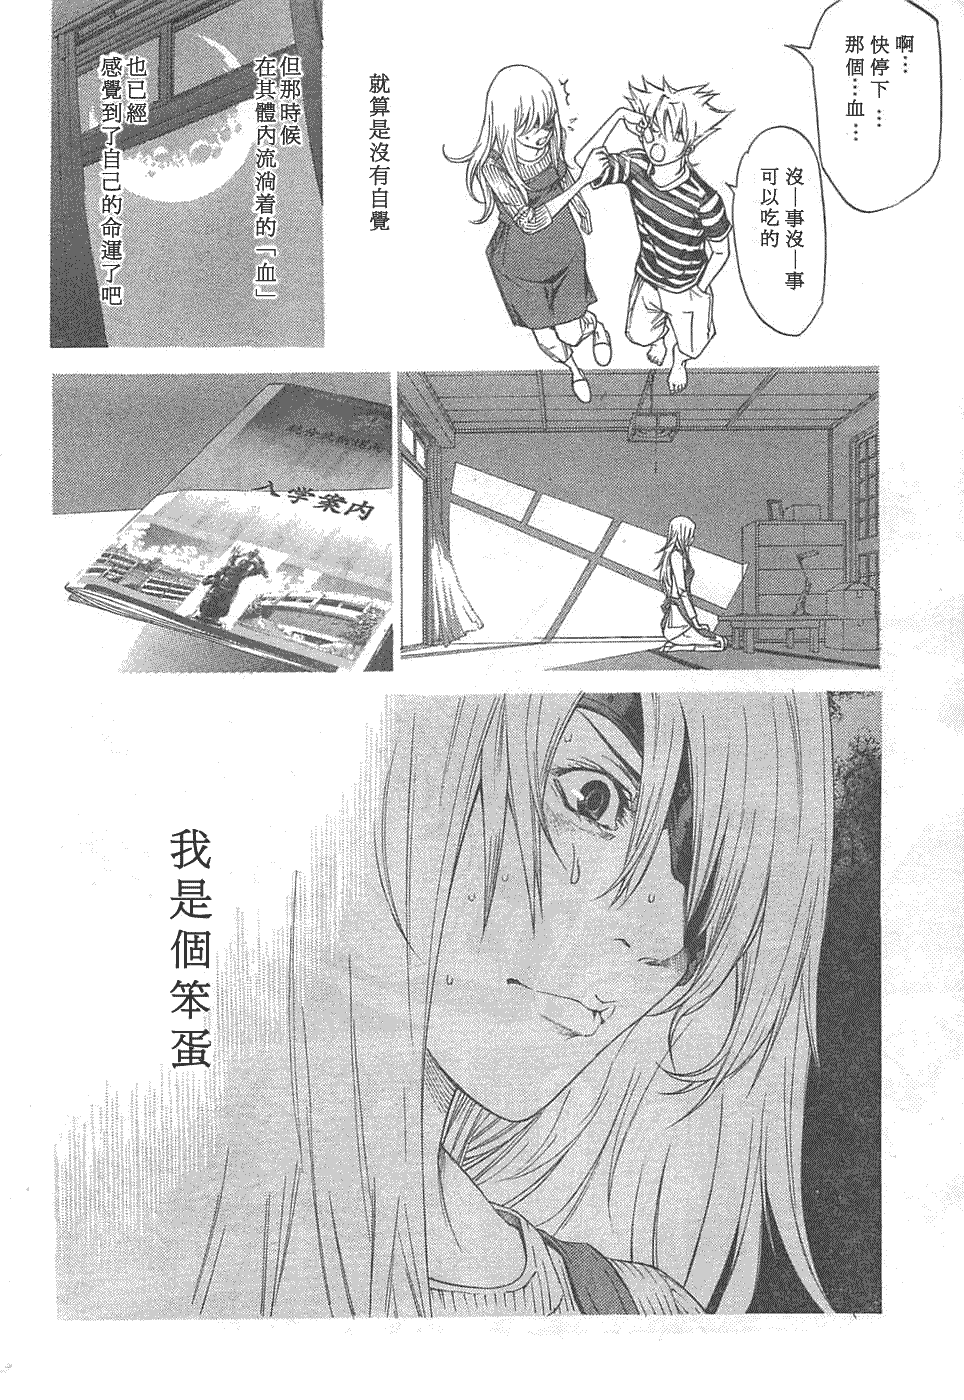 啊…
快停下…
那個…血…
沒—事沒—事
可以吃的
就算是沒有自覺
但那時候
在其體內流淌着的「血」
也已經
感覺到了自己的命運了吧
入学案内
我是個笨蛋